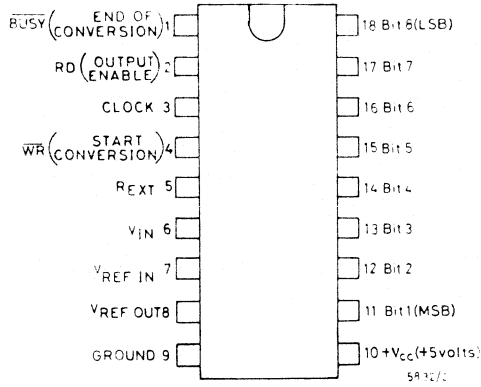 BUSY (END OF CONVERSION) 1
RD (OUTPUT ENABLE) 2
CLOCK 3
WR (START CONVERSION) 4
REXT 5
VIN 6
VREF IN 7
VREF OUT 8
GROUND 9
18 Bit 8 (LSB)
17 Bit 7
16 Bit 6
15 Bit 5
14 Bit 4
13 Bit 3
12 Bit 2
11 Bit 1 (MSB)
10 +VCC (+5volts)